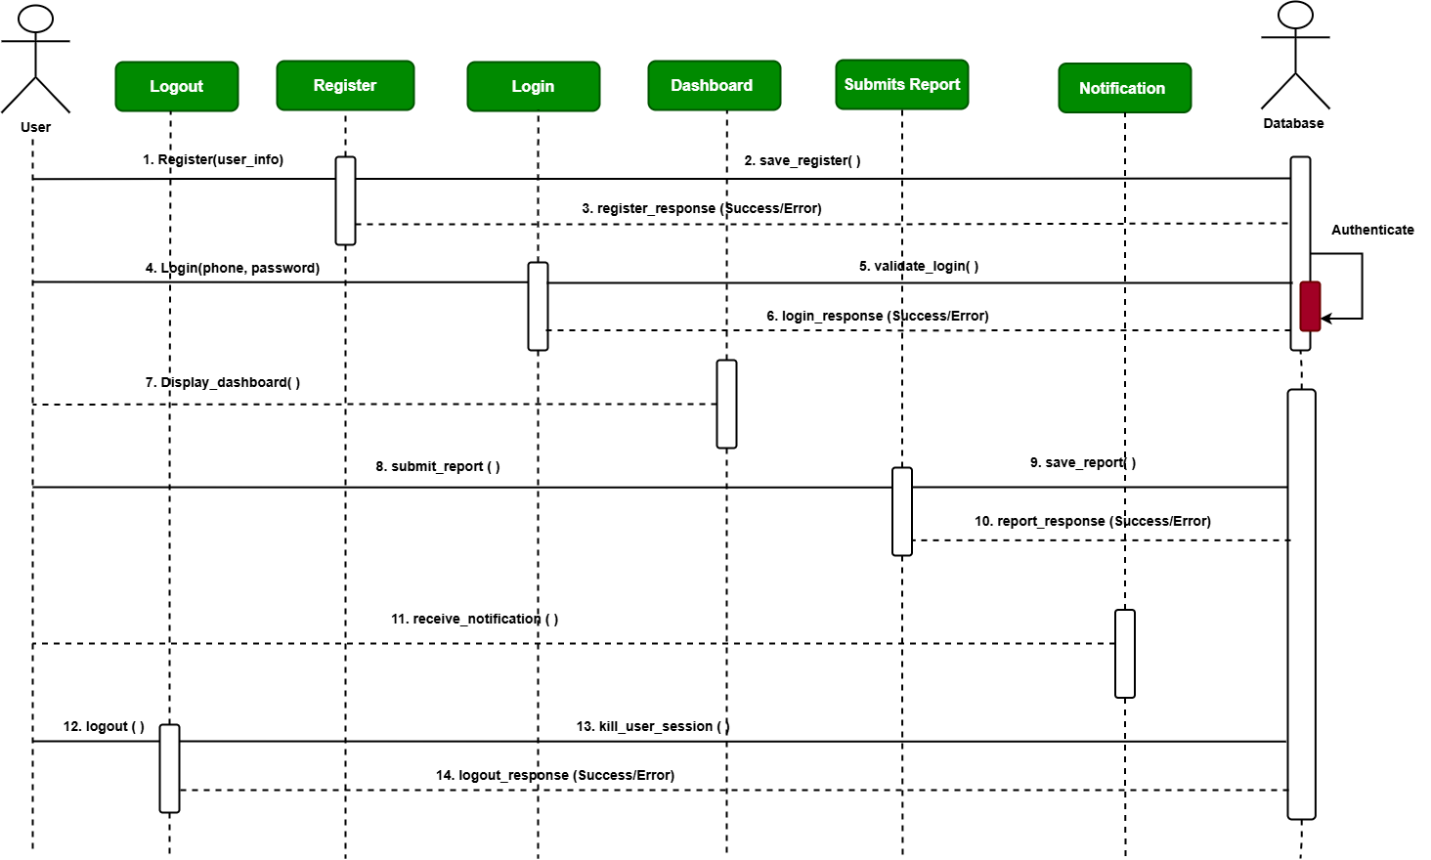 User
Logout
Register
Login
Dashboard
Submits Report
Notification
Database
1. Register(user_info)
2. save_register( )
3. register_response (Success/Error)
Authenticate
4. Login(phone, password)
5. validate_login( )
6. login_response (Success/Error)
7. Display_dashboard( )
8. submit_report ( )
9. save_report( )
10. report_response (Success/Error)
11. receive_notification ( )
12. logout ( )
13. kill_user_session ( )
14. logout_response (Success/Error)